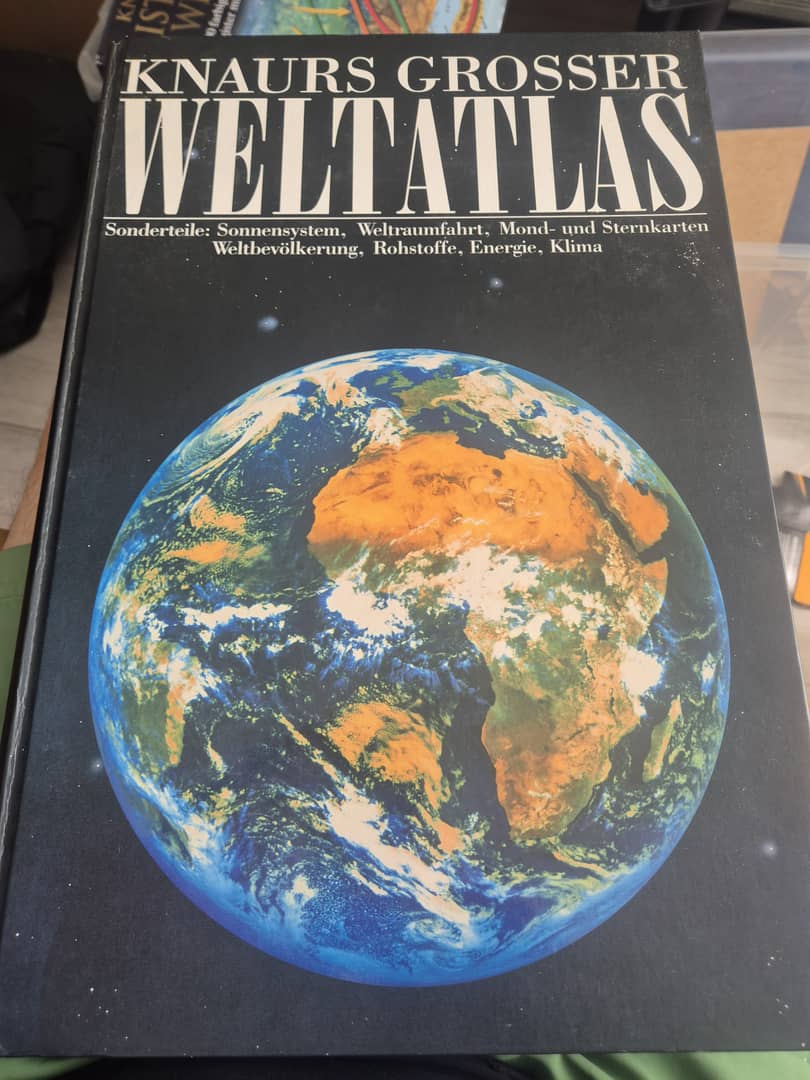 KNAURS GROSSER
WELTATLAS
Sonderteile: Sonnensystem, Weltraumfahrt, Mond- und Sternkarten
Weltbevölkerung, Rohstoffe, Energie, Klima